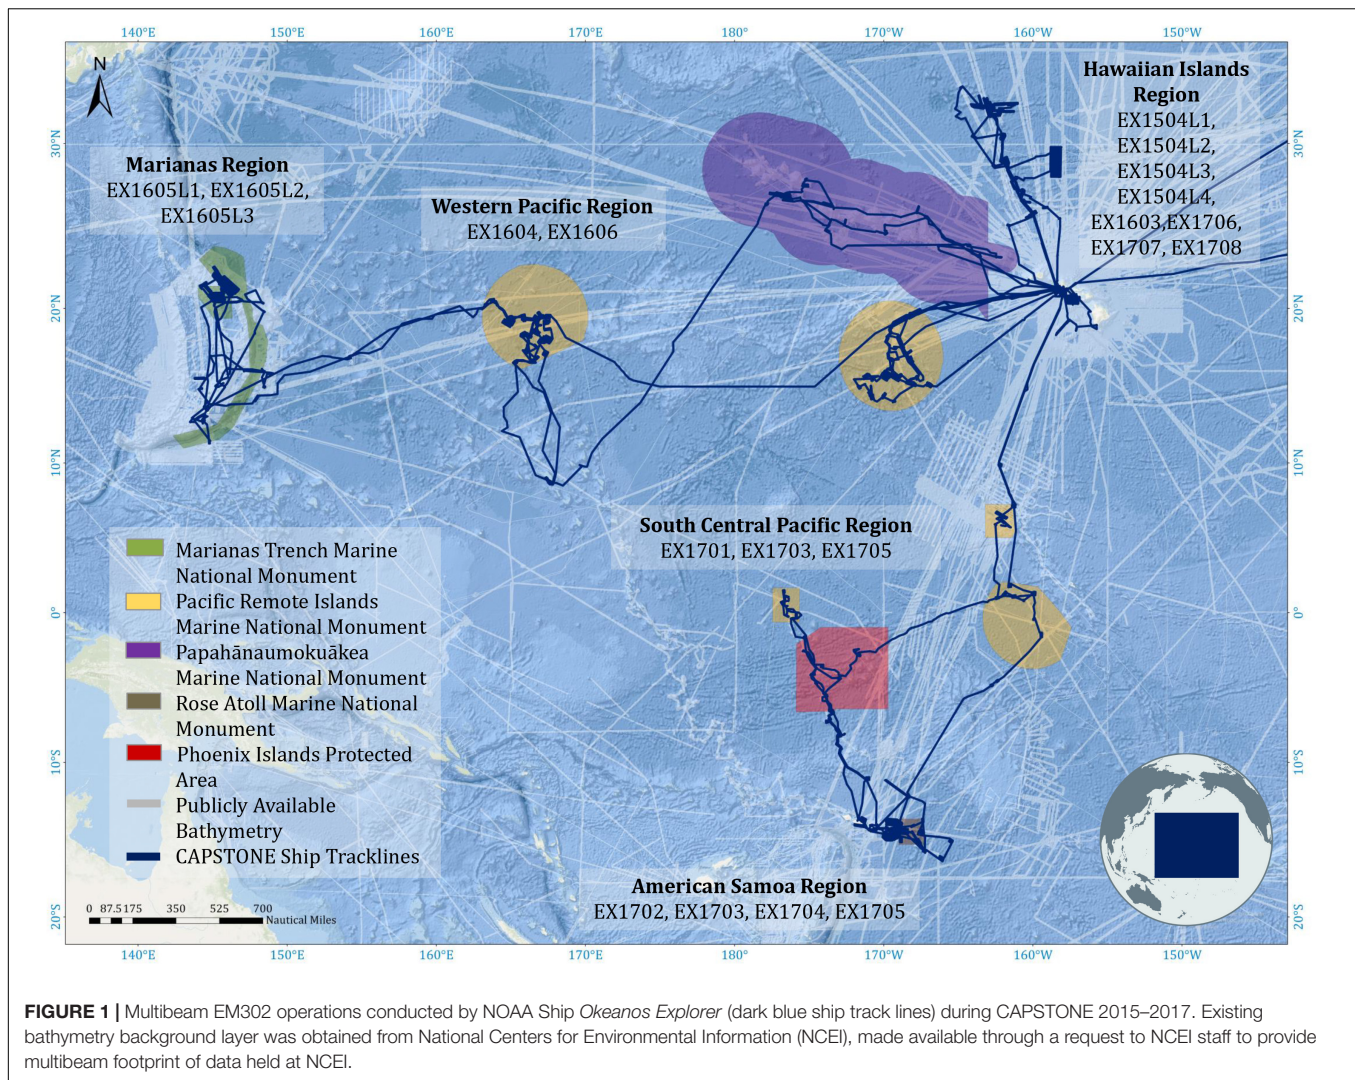 140°E 150°E 160°E 170°E 180° 170°W 160°W 150°W
N
30°N
20°N
10°N
0°
10°S
20°S
30°N
20°N
10°N
0°
10°S
20°S
Marianas Region
EX1605L1, EX1605L2,
EX1605L3
Western Pacific Region
EX1604, EX1606
Hawaiian Islands
Region
EX1504L1,
EX1504L2,
EX1504L3,
EX1504L4,
EX1603,EX1706,
EX1707, EX1708
South Central Pacific Region
EX1701, EX1703, EX1705
American Samoa Region
EX1702, EX1703, EX1704, EX1705
Marianas Trench Marine
National Monument
Pacific Remote Islands
Marine National Monument
Papahānaumokuākea
Marine National Monument
Rose Atoll Marine National
Monument
Phoenix Islands Protected
Area
Publicly Available
Bathymetry
CAPSTONE Ship Tracklines
0 87.5 175 350 525 700
Nautical Miles
140°E 150°E 160°E 170°E 180° 170°W 160°W 150°W
FIGURE 1 | Multibeam EM302 operations conducted by NOAA Ship Okeanos Explorer (dark blue ship track lines) during CAPSTONE 2015–2017. Existing
bathymetry background layer was obtained from National Centers for Environmental Information (NCEI), made available through a request to NCEI staff to provide
multibeam footprint of data held at NCEI.